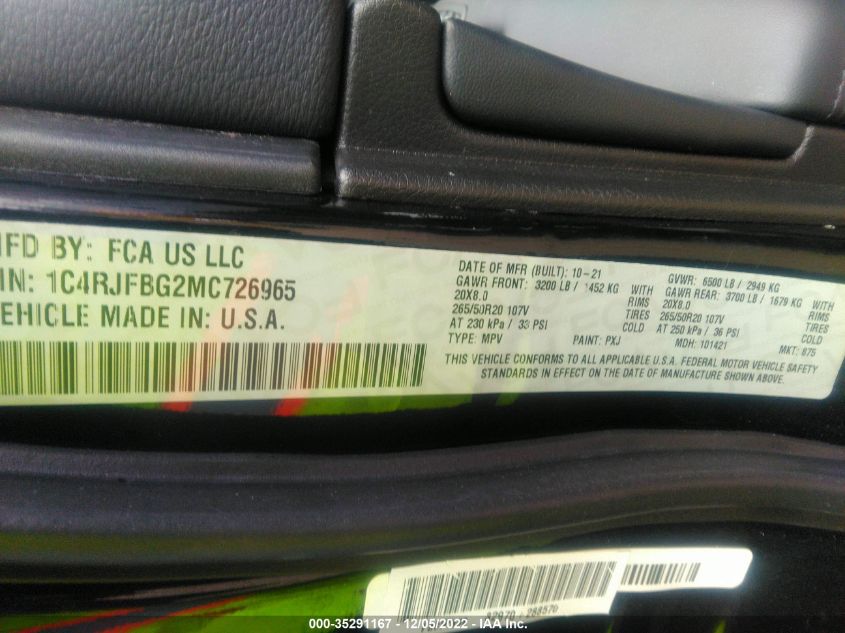 MFD BY: FCA US LLC
VIN: 1C4RJFBG2MC726965
VEHICLE MADE IN: U.S.A.
DATE OF MFR (BUILT): 10-21 GVWR: 6500 LB / 2949 KG
GAWR FRONT: 3200 LB / 1452 KG WITH GAWR REAR: 3700 LB / 1679 KG WITH
20X8.0 RIMS 20X8.0 RIMS
265/50R20 107V TIRES 265/50R20 107V TIRES
AT 230 kPa / 33 PSI COLD AT 250 kPa / 36 PSI COLD
TYPE: MPV PAINT: PXJ MDH: 101421 MKT: 875
THIS VEHICLE CONFORMS TO ALL APPLICABLE U.S.A. FEDERAL MOTOR VEHICLE SAFETY
STANDARDS IN EFFECT ON THE DATE OF MANUFACTURE SHOWN ABOVE.
288570
000-35291167 - 12/05/2022 - IAA Inc.